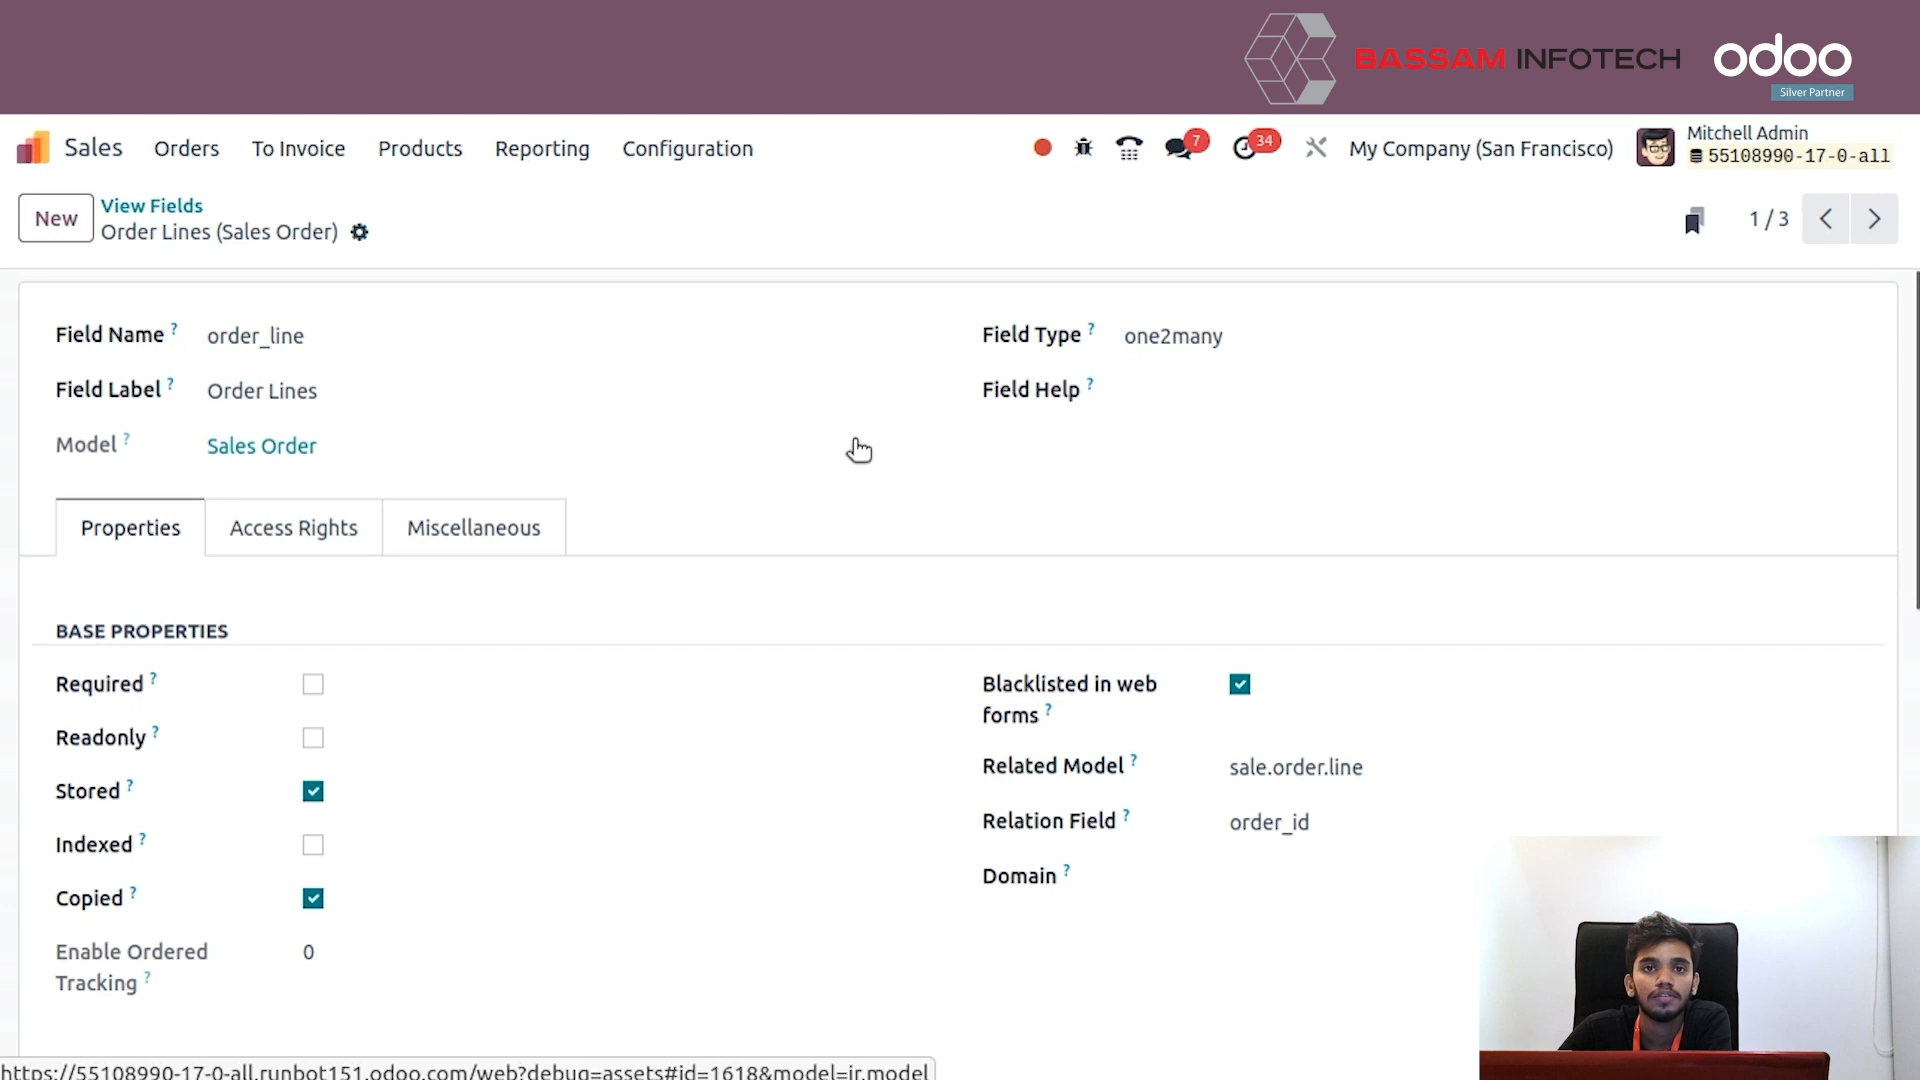 BASSAM INFOTECH
odoo
Silver Partner
Sales Orders To Invoice Products Reporting Configuration
7 34 My Company (San Francisco)
Mitchell Admin
55108990-17-0-all
New
View Fields
Order Lines (Sales Order)
1 / 3
Field Name ? order_line
Field Type ? one2many
Field Label ? Order Lines
Field Help ?
Model ? Sales Order
Properties Access Rights Miscellaneous
BASE PROPERTIES
Required ?
Readonly ?
Stored ?
Indexed ?
Copied ?
Enable Ordered
Tracking ? 0
Blacklisted in web
forms ?
Related Model ? sale.order.line
Relation Field ? order_id
Domain ?
https://55108990-17-0-all.runbot151.odoo.com/web?debug=assets#id=1618&model=ir.model